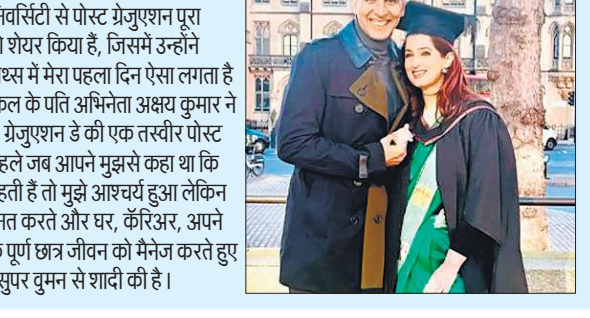 वर्सिटी से पोस्ट ग्रेजुएशन पूरा
शेयर किया हैं, जिसमें उन्होंने
में मेरा पहला दिन ऐसा लगता है
के पति अभिनेता अक्षय कुमार ने
ग्रेजुएशन डे की एक तस्वीर पोस्ट
हले जब आपने मुझसे कहा था कि
हती हैं तो मुझे आश्चर्य हुआ लेकिन
नत करते और घर, कॅरिअर, अपने
पूर्ण छात्र जीवन को मैनेज करते हुए
सुपर वुमन से शादी की है।